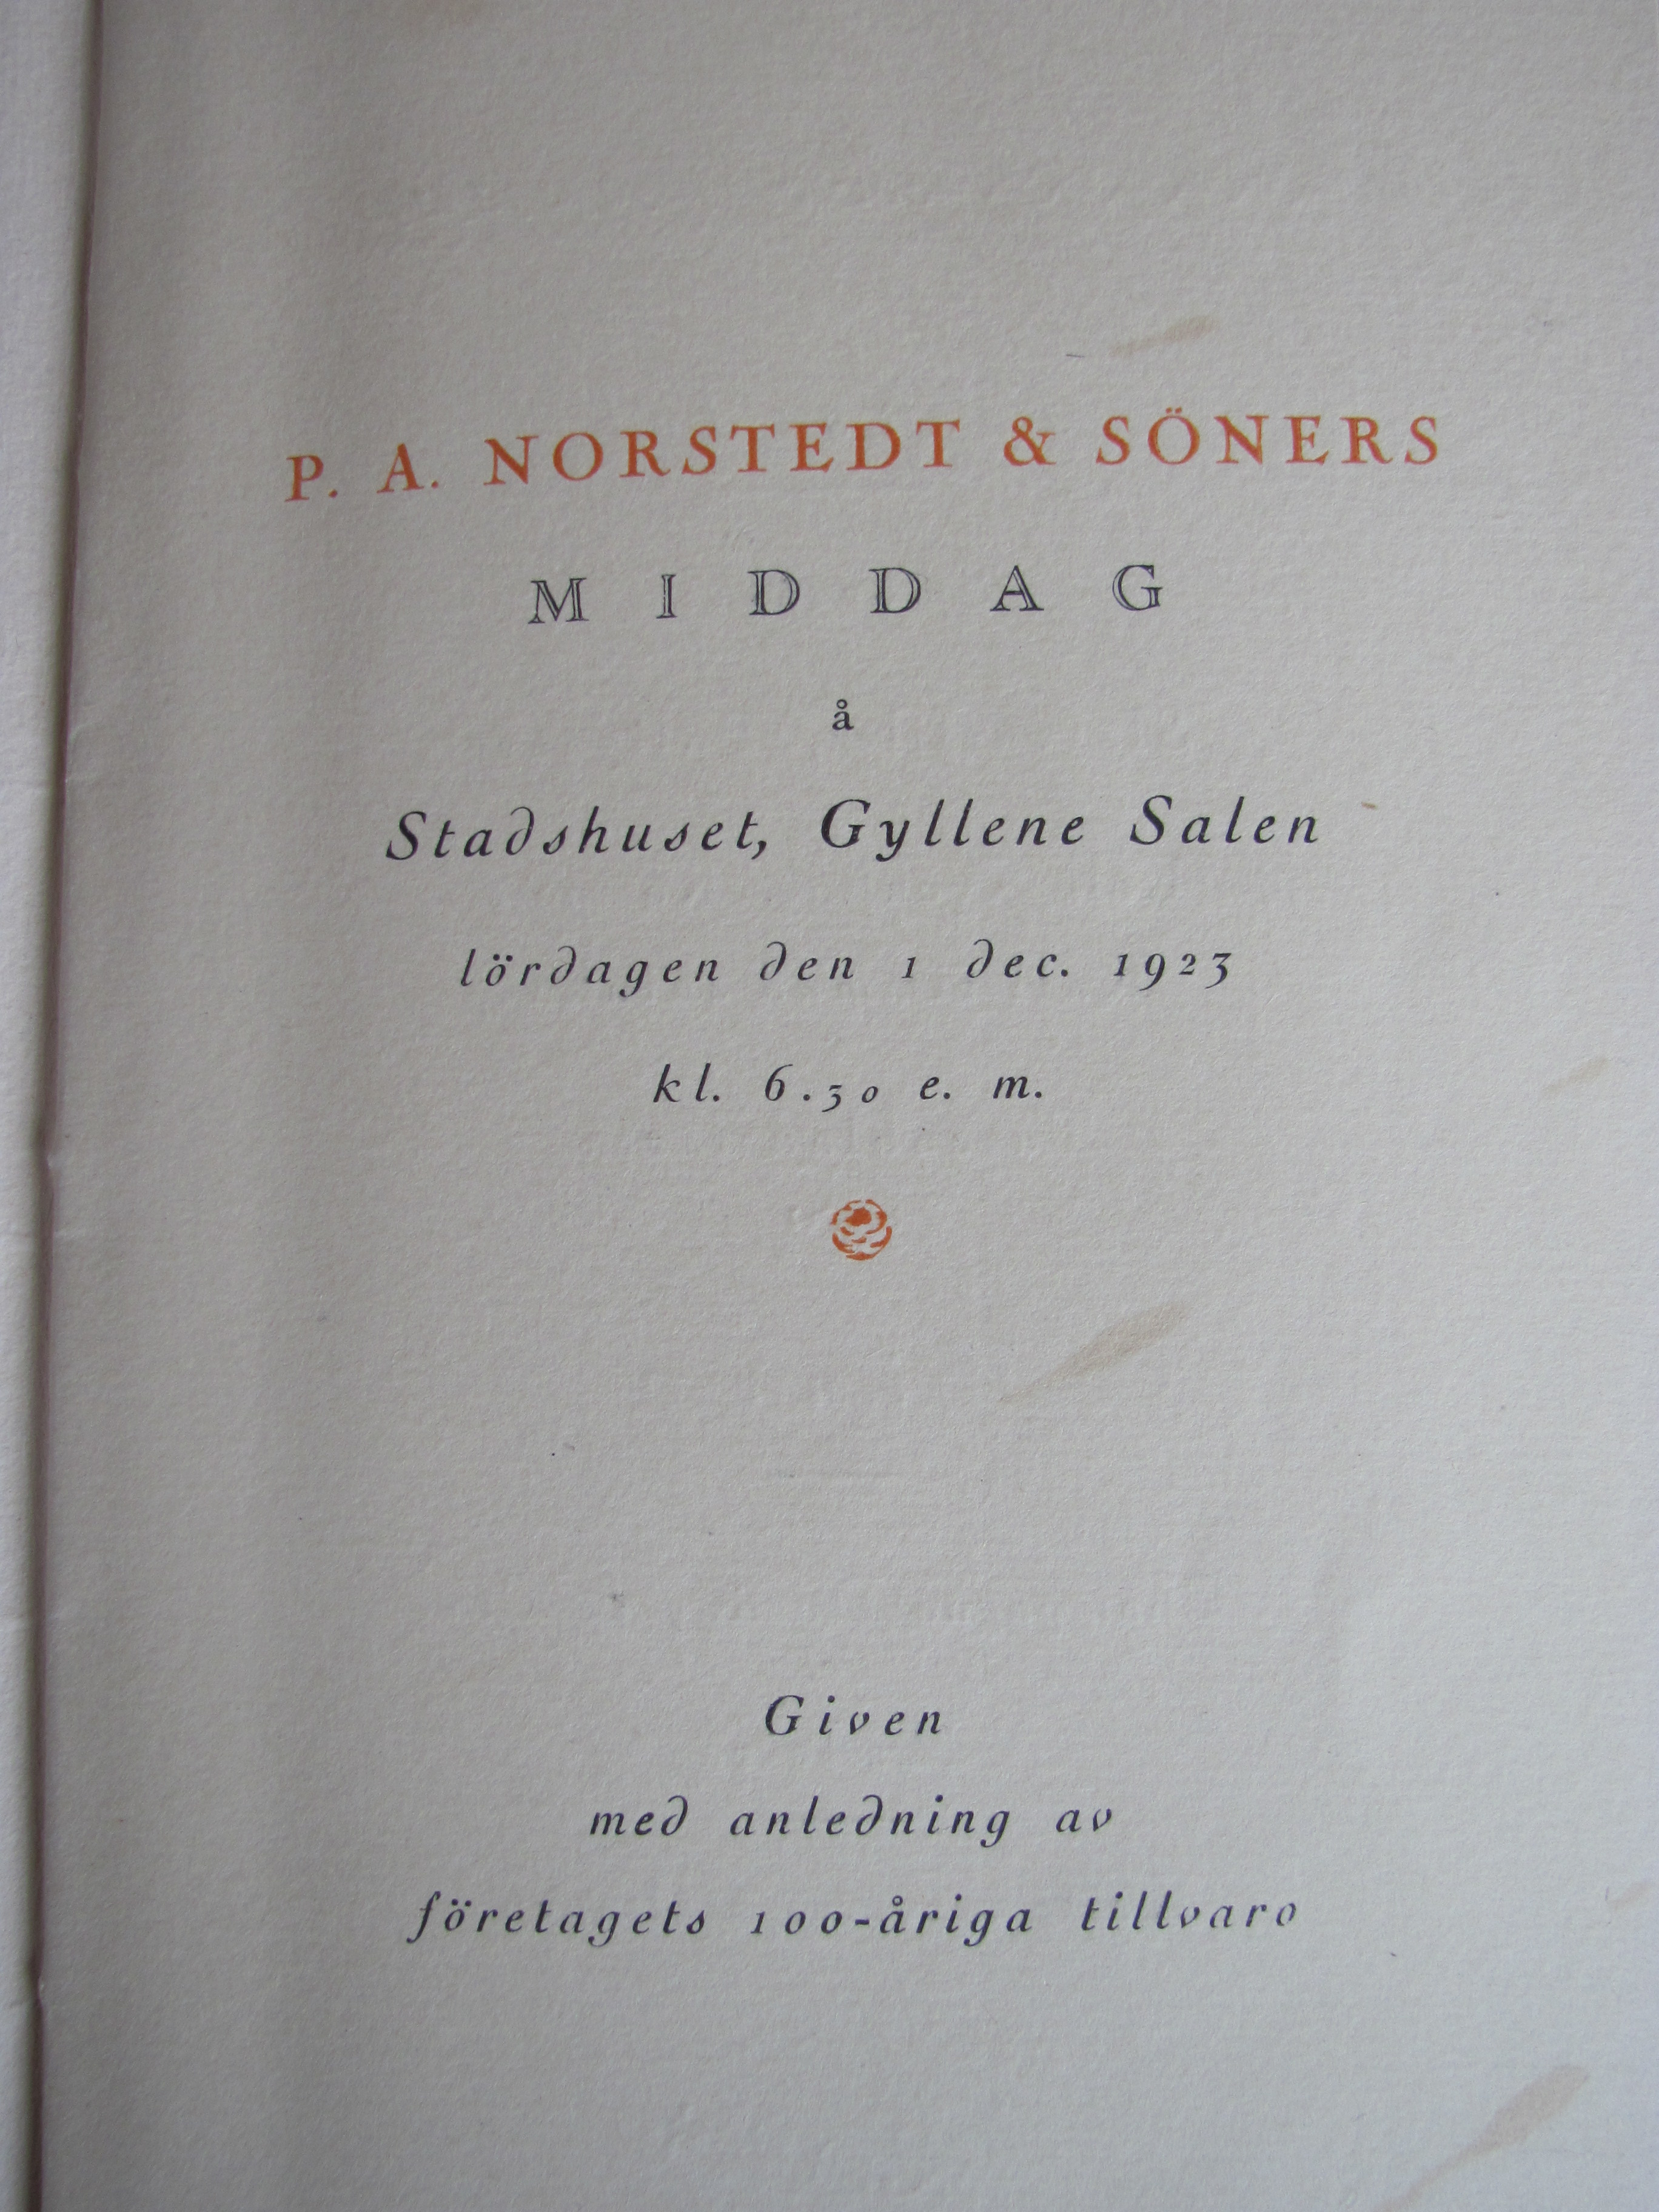 P. A. NORSTEDT & SÖNERS
MIDDAG
å
Stadshuset, Gyllene Salen
lördagen den 1 dec. 1923
kl. 6.30 e. m.
Given
med anledning av
företagets 100-åriga tillvaro